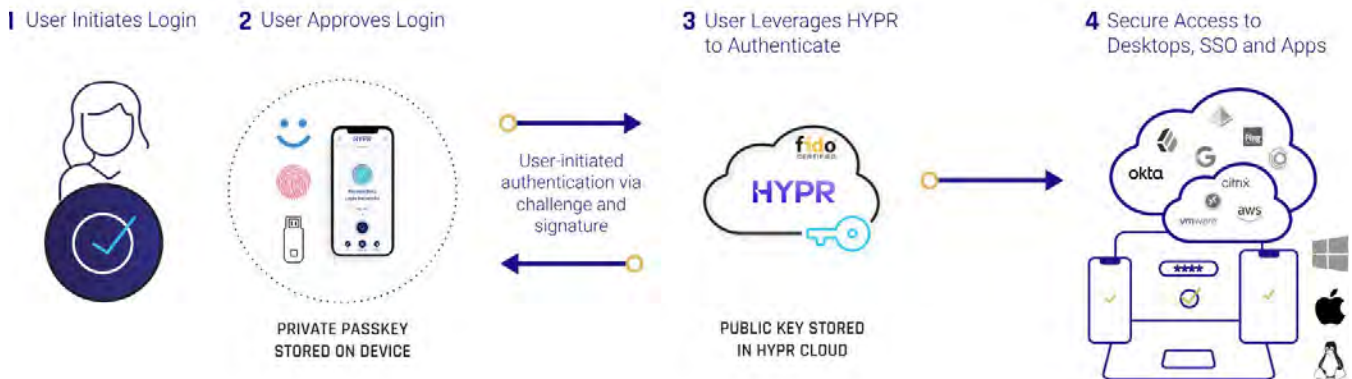 1 User Initiates Login
2 User Approves Login
HYPR
User-initiated
authentication via
challenge and
signature
PRIVATE PASSKEY
STORED ON DEVICE
3 User Leverages HYPR
to Authenticate
fido
CERTIFIED
HYPR
PUBLIC KEY STORED
IN HYPR CLOUD
4 Secure Access to
Desktops, SSO and Apps
Ping
G
okta
citrix
vmware
aws
****